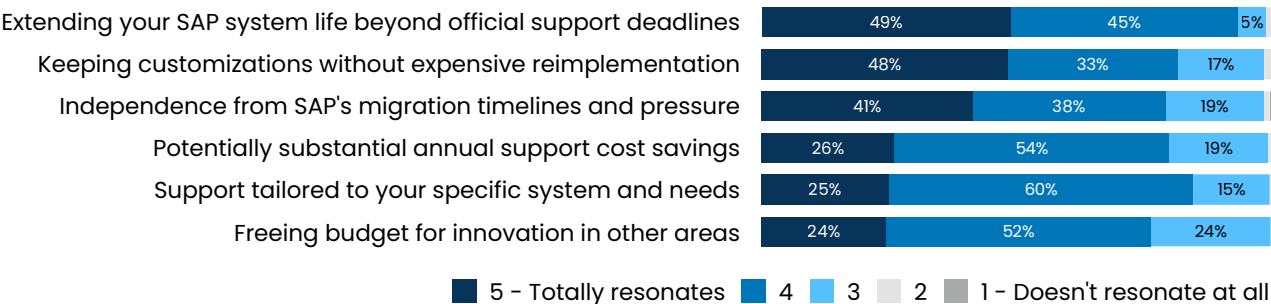 Extending your SAP system life beyond official support deadlines 49% 45% 5%
Keeping customizations without expensive reimplementation 48% 33% 17%
Independence from SAP's migration timelines and pressure 41% 38% 19%
Potentially substantial annual support cost savings 26% 54% 19%
Support tailored to your specific system and needs 25% 60% 15%
Freeing budget for innovation in other areas 24% 52% 24%
5 - Totally resonates 4 3 2 1 - Doesn't resonate at all